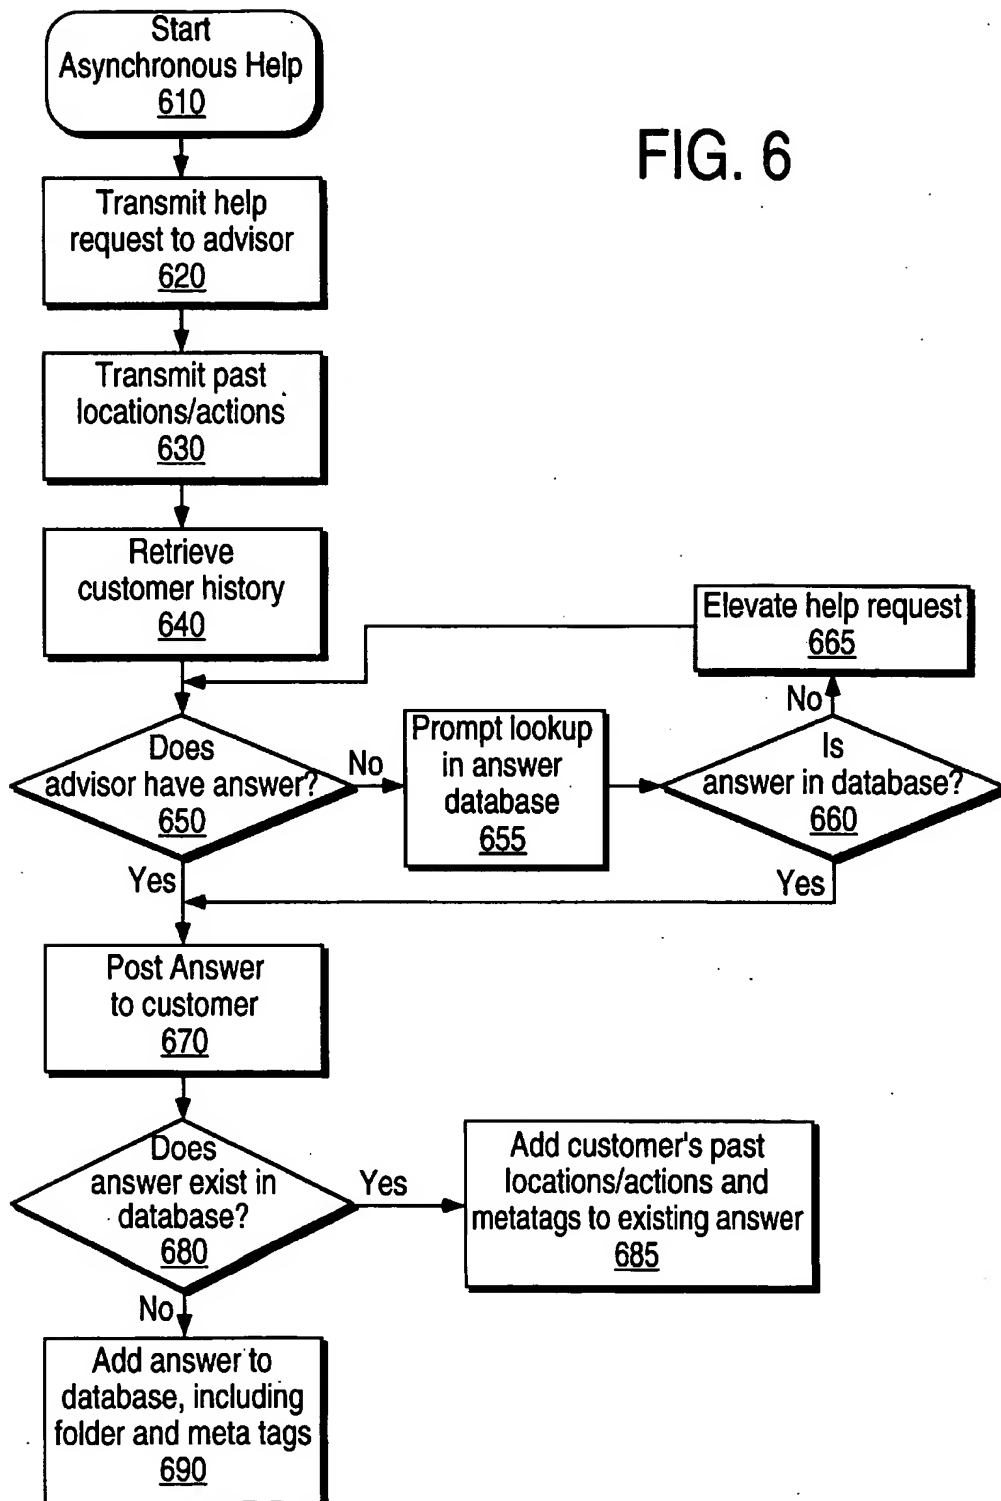 Start
Asynchronous Help
610
FIG. 6
Transmit help
request to advisor
620
Transmit past
locations/actions
630
Retrieve
customer history
640
Elevate help request
665
No
Does
advisor have answer?
650
No
Prompt lookup
in answer
database
655
Is
answer in database?
660
Yes
Yes
Post Answer
to customer
670
Does
answer exist in
database?
680
Yes
Add customer's past
locations/actions and
metatags to existing answer
685
No
Add answer to
database, including
folder and meta tags
690